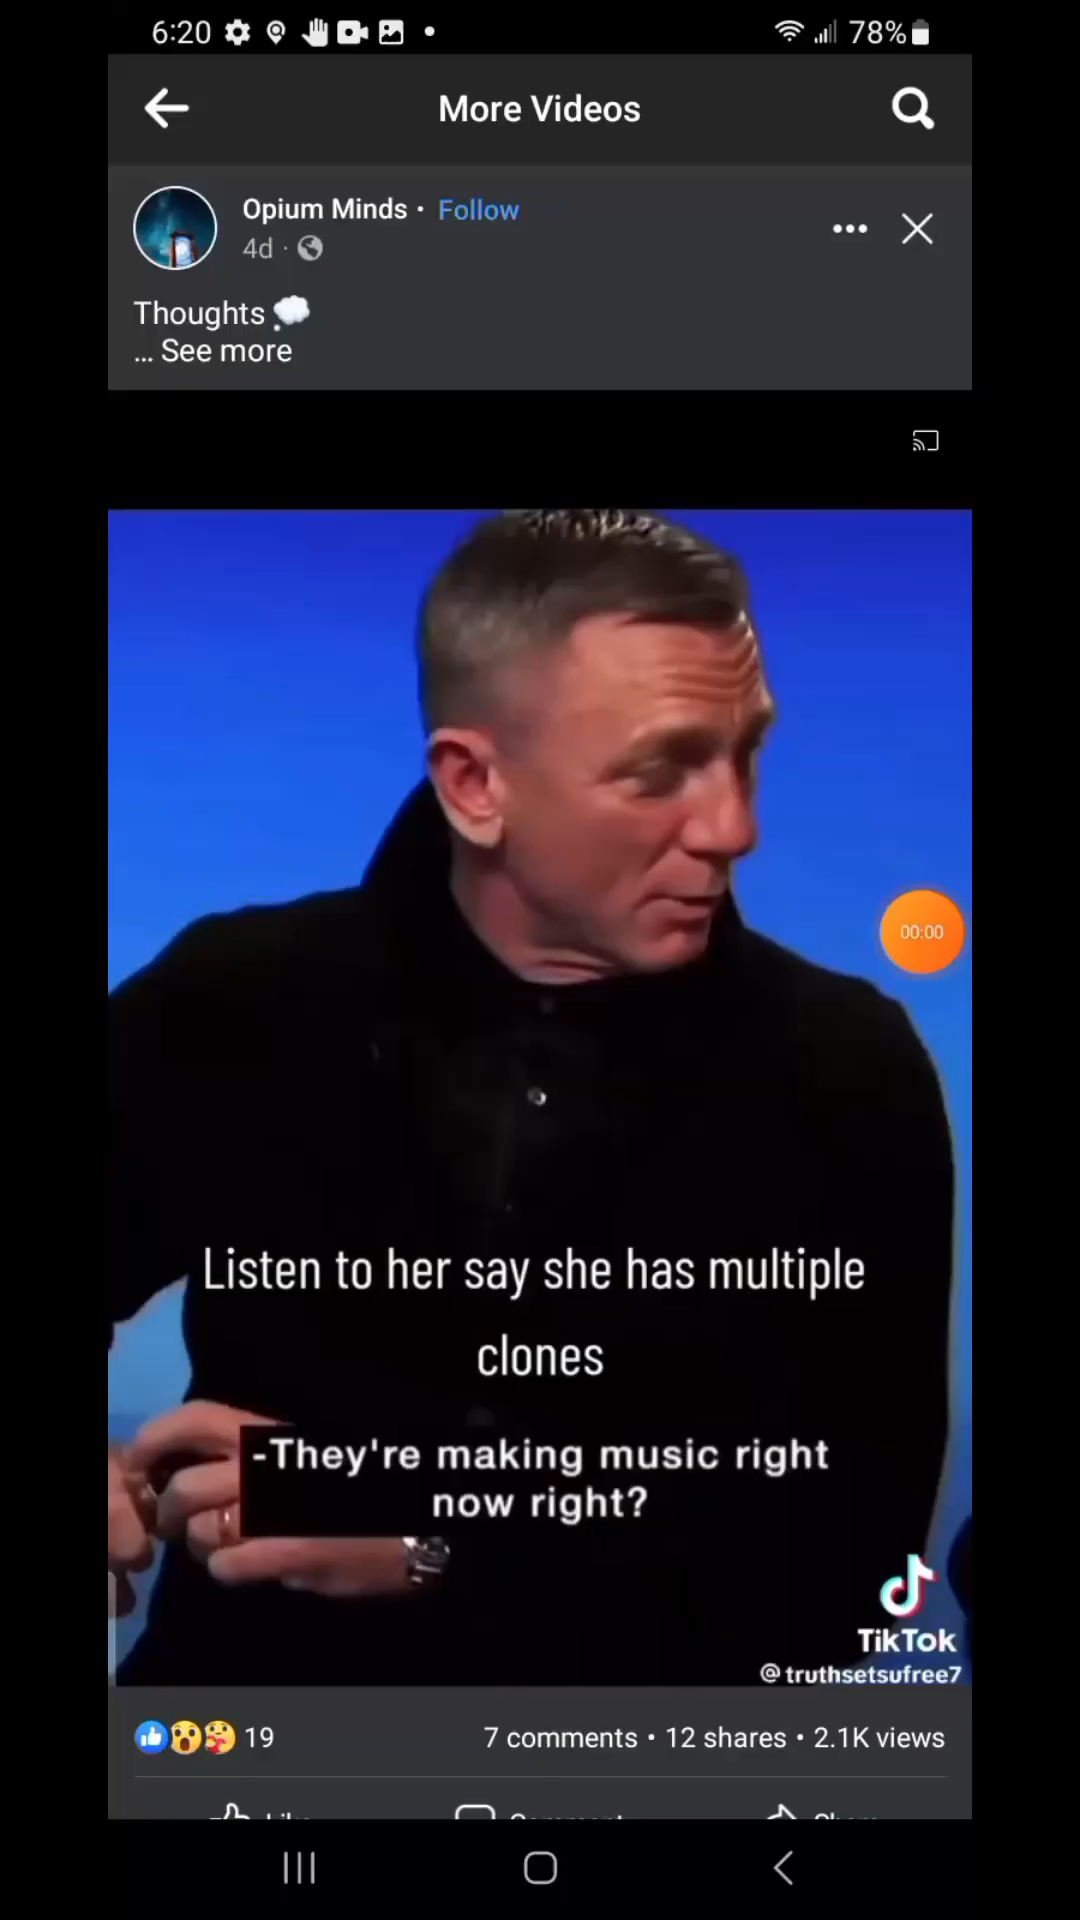 6:20
78%
More Videos
Opium Minds • Follow
4d ·
Thoughts
... See more
00:00
Listen to her say she has multiple
clones
-They're making music right
now right?
TikTok
@truthsetsufree7
19
7 comments • 12 shares • 2.1K views